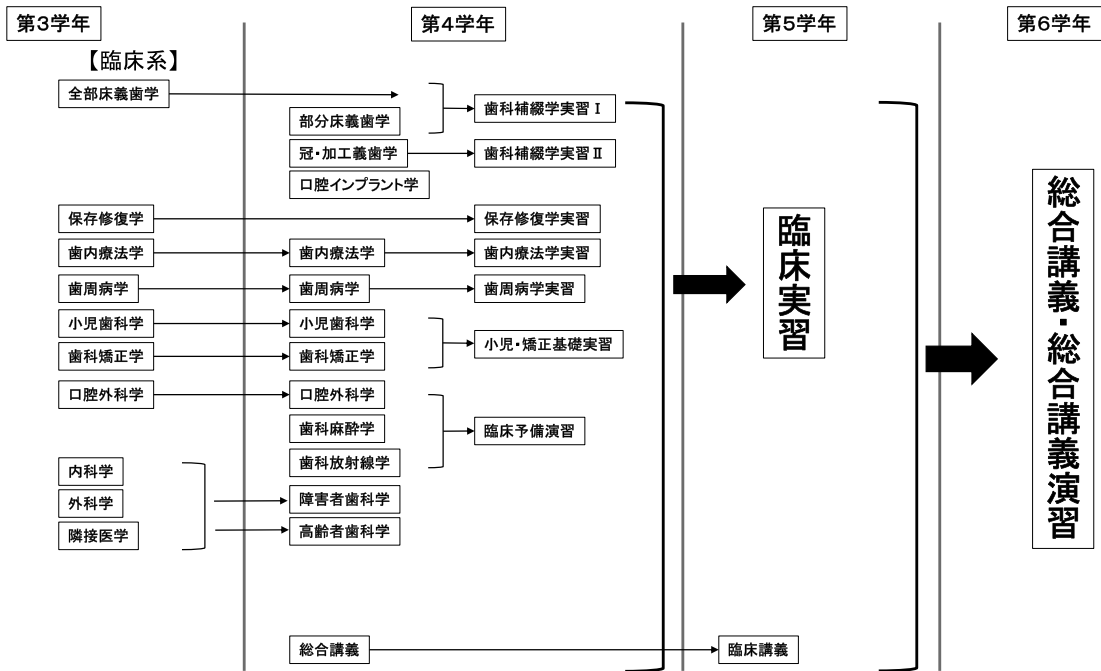 第3学年
第4学年
第5学年
第6学年
【臨床系】
全部床義歯学
部分床義歯学
歯科補綴学実習Ⅰ
冠・加工義歯学
歯科補綴学実習Ⅱ
口腔インプラント学
保存修復学
保存修復学実習
歯内療法学
歯内療法学
歯内療法学実習
歯周病学
歯周病学
歯周病学実習
小児歯科学
小児歯科学
歯科矯正学
歯科矯正学
小児・矯正基礎実習
口腔外科学
口腔外科学
歯科麻酔学
歯科放射線学
臨床予備演習
内科学
外科学
隣接医学
障害者歯科学
高齢者歯科学
総合講義
臨床講義
臨床実習
総合講義・総合講義演習